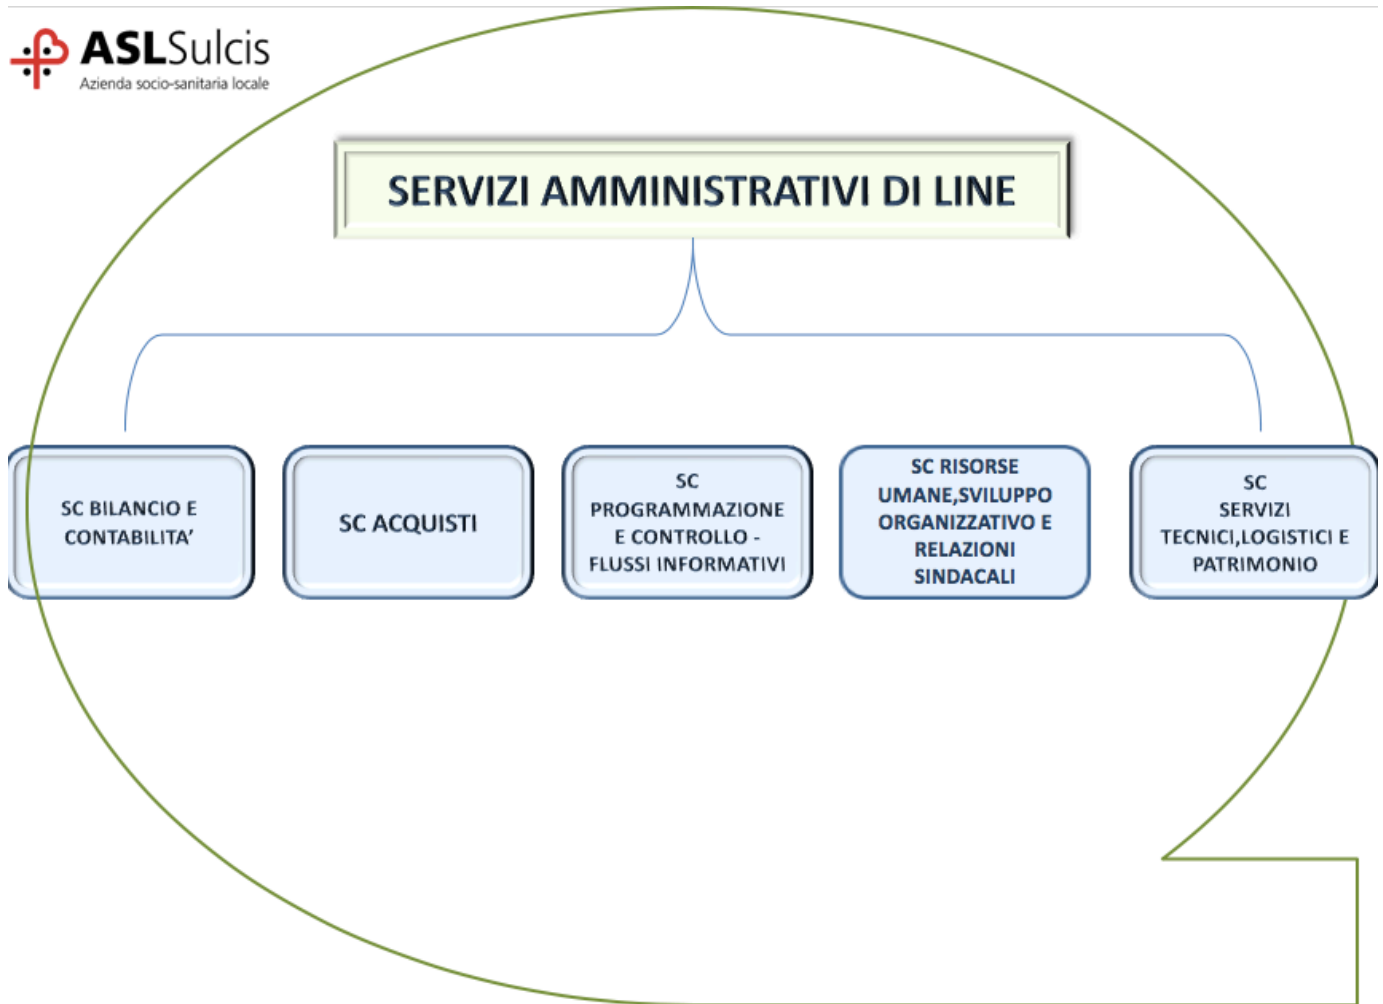 ASLSulcis
Azienda socio-sanitaria locale
SERVIZI AMMINISTRATIVI DI LINE
SC BILANCIO E
CONTABILITA’
SC ACQUISTI
SC
PROGRAMMAZIONE
E CONTROLLO -
FLUSSI INFORMATIVI
SC RISORSE
UMANE,SVILUPPO
ORGANIZZATIVO E
RELAZIONI
SINDACALI
SC
SERVIZI
TECNICI,LOGISTICI E
PATRIMONIO